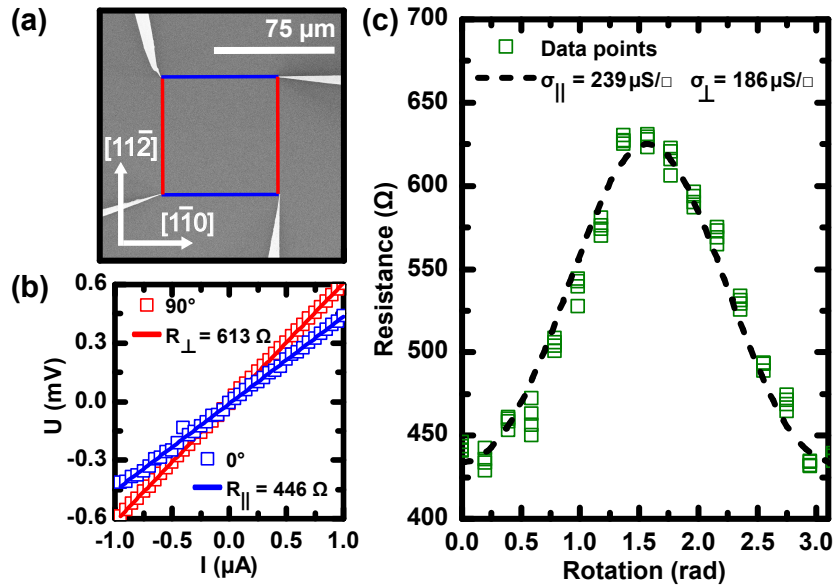 (a)
75 µm
[112̄]
[11̄0]
(b)
0.6
0.3
0.0
-0.3
-0.6
U (mV)
90°
R⊥ = 613 Ω
0°
R|| = 446 Ω
-1.0 -0.5 0.0 0.5 1.0
I (µA)
(c)
700
650
600
550
500
450
400
Resistance (Ω)
Data points
σ|| = 239 µS/□ σ⊥ = 186 µS/□
0.0 0.5 1.0 1.5 2.0 2.5 3.0
Rotation (rad)